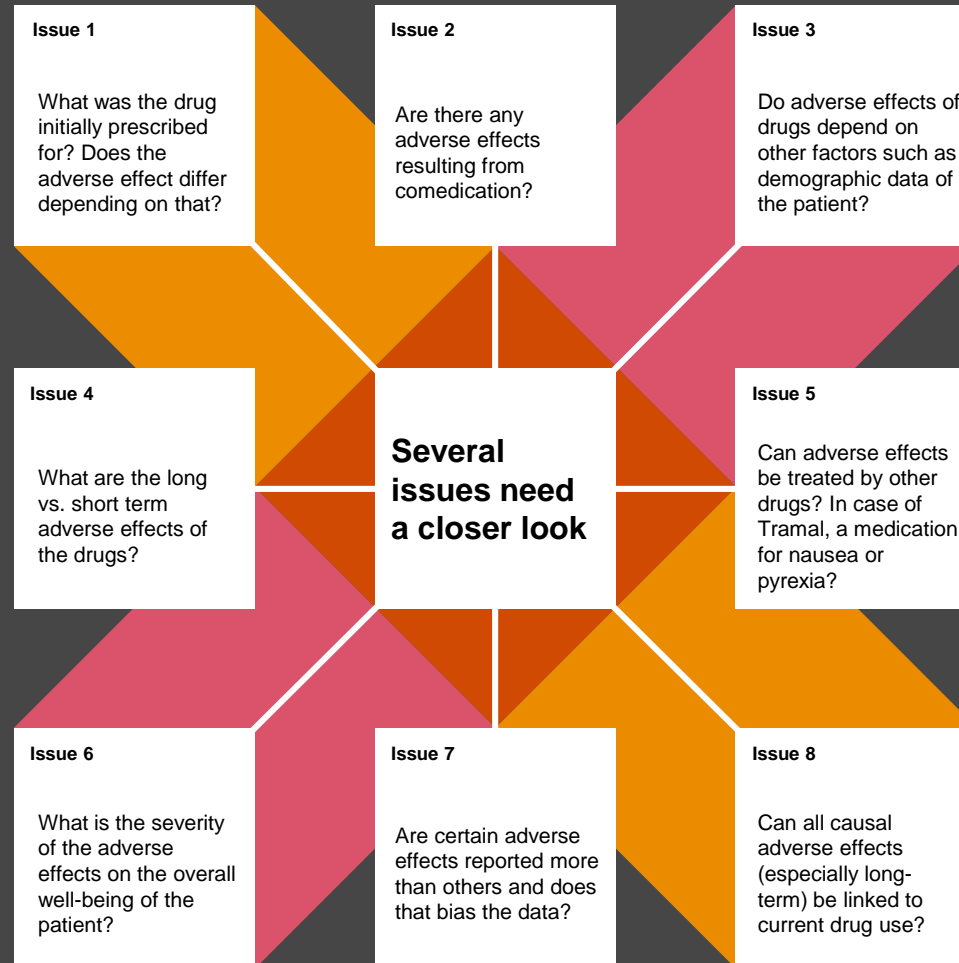 Issue 1
What was the drug
initially prescribed
for? Does the
adverse effect differ
depending on that?
Issue 2
Are there any
adverse effects
resulting from
comedication?
Issue 3
Do adverse effects of
drugs depend on
other factors such as
demographic data of
the patient?
Issue 4
What are the long
vs. short term
adverse effects of
the drugs?
Several
issues need
a closer look
Issue 5
Can adverse effects
be treated by other
drugs? In case of
Tramal, a medication
for nausea or
pyrexia?
Issue 6
What is the severity
of the adverse
effects on the overall
well-being of the
patient?
Issue 7
Are certain adverse
effects reported more
than others and does
that bias the data?
Issue 8
Can all causal
adverse effects
(especially long-
term) be linked to
current drug use?